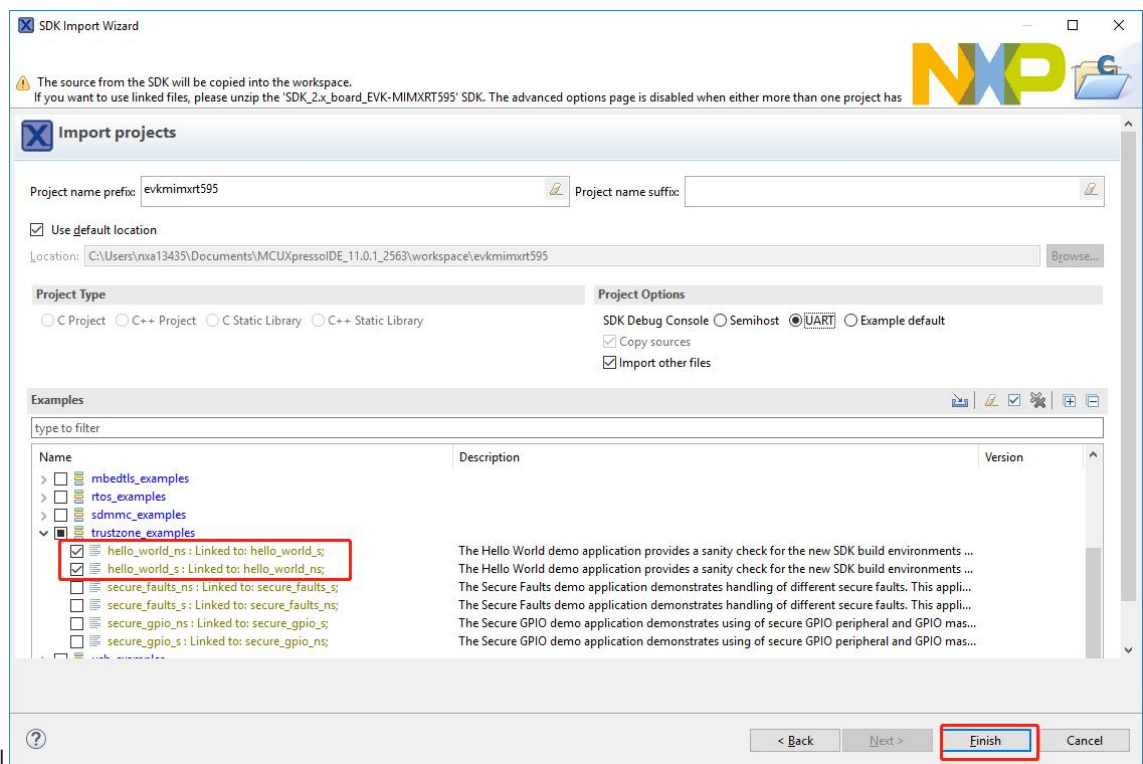 SDK Import Wizard
The source from the SDK will be copied into the workspace.
If you want to use linked files, please unzip the 'SDK_2.x_board_EVK-MIMXRT595' SDK. The advanced options page is disabled when either more than one project has
NXP
C
X Import projects
Project name prefix: evkmimxrt595 Project name suffix:
Use default location
Location: C:\Users\nxa13435\Documents\MCUXpressoIDE_11.0.1_2563\workspace\evkmimxrt595 Browse...
Project Type Project Options
C Project C++ Project C Static Library C++ Static Library SDK Debug Console Semihost UART Example default
Copy sources
Import other files
Examples
type to filter
Name Description Version
mbedtls_examples
rtos_examples
sdmmc_examples
trustzone_examples
hello_world_ns : Linked to: hello_world_s; The Hello World demo application provides a sanity check for the new SDK build environments ...
hello_world_s : Linked to: hello_world_ns; The Hello World demo application provides a sanity check for the new SDK build environments ...
secure_faults_ns : Linked to: secure_faults_s; The Secure Faults demo application demonstrates handling of different secure faults. This appli...
secure_faults_s : Linked to: secure_faults_ns; The Secure Faults demo application demonstrates handling of different secure faults. This appli...
secure_gpio_ns : Linked to: secure_gpio_s; The Secure GPIO demo application demonstrates using of secure GPIO peripheral and GPIO mas...
secure_gpio_s : Linked to: secure_gpio_ns; The Secure GPIO demo application demonstrates using of secure GPIO peripheral and GPIO mas...
? < Back Next > Finish Cancel